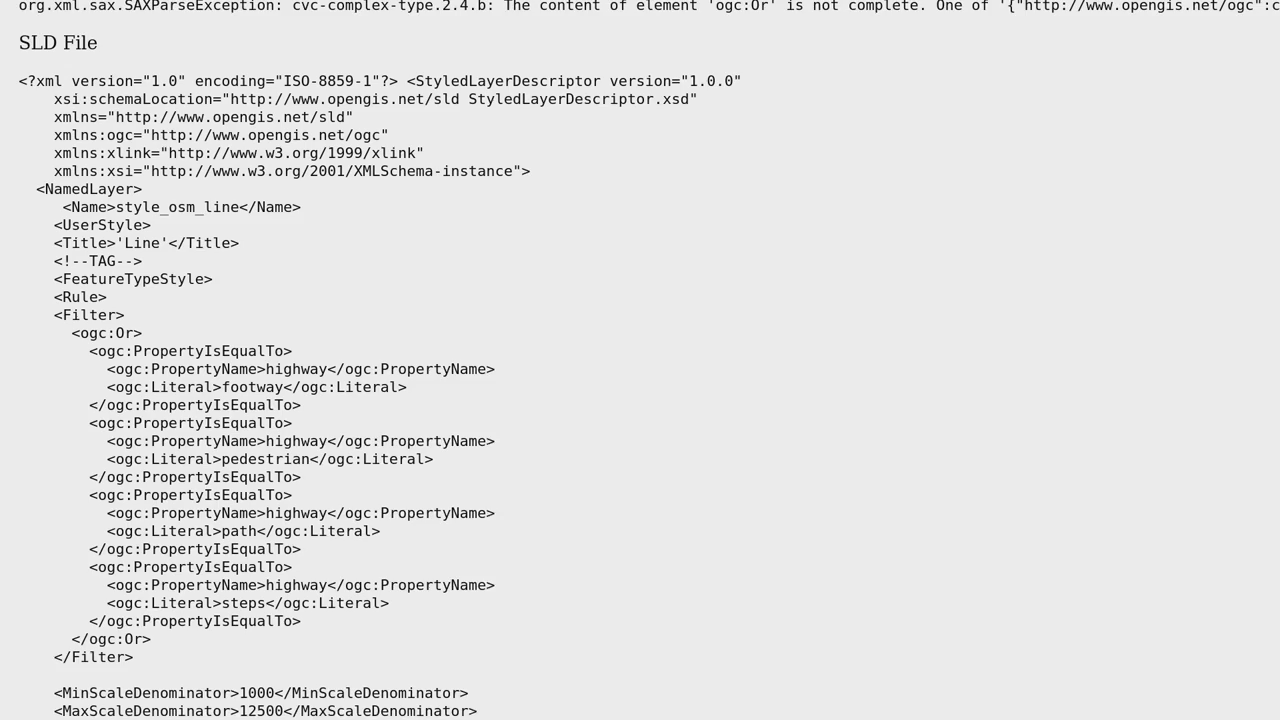 org.xml.sax.SAXParseException: cvc-complex-type.2.4.b: The content of element 'ogc:Or' is not complete. One of '{"http://www.opengis.net/ogc":c
SLD File
<?xml version="1.0" encoding="ISO-8859-1"?> <StyledLayerDescriptor version="1.0.0"
    xsi:schemaLocation="http://www.opengis.net/sld StyledLayerDescriptor.xsd"
    xmlns="http://www.opengis.net/sld"
    xmlns:ogc="http://www.opengis.net/ogc"
    xmlns:xlink="http://www.w3.org/1999/xlink"
    xmlns:xsi="http://www.w3.org/2001/XMLSchema-instance">
  <NamedLayer>
     <Name>style_osm_line</Name>
    <UserStyle>
    <Title>'Line'</Title>
    <!--TAG-->
    <FeatureTypeStyle>
    <Rule>
    <Filter>
      <ogc:Or>
        <ogc:PropertyIsEqualTo>
          <ogc:PropertyName>highway</ogc:PropertyName>
          <ogc:Literal>footway</ogc:Literal>
        </ogc:PropertyIsEqualTo>
        <ogc:PropertyIsEqualTo>
          <ogc:PropertyName>highway</ogc:PropertyName>
          <ogc:Literal>pedestrian</ogc:Literal>
        </ogc:PropertyIsEqualTo>
        <ogc:PropertyIsEqualTo>
          <ogc:PropertyName>highway</ogc:PropertyName>
          <ogc:Literal>path</ogc:Literal>
        </ogc:PropertyIsEqualTo>
        <ogc:PropertyIsEqualTo>
          <ogc:PropertyName>highway</ogc:PropertyName>
          <ogc:Literal>steps</ogc:Literal>
        </ogc:PropertyIsEqualTo>
      </ogc:Or>
    </Filter>
    <MinScaleDenominator>1000</MinScaleDenominator>
    <MaxScaleDenominator>12500</MaxScaleDenominator>